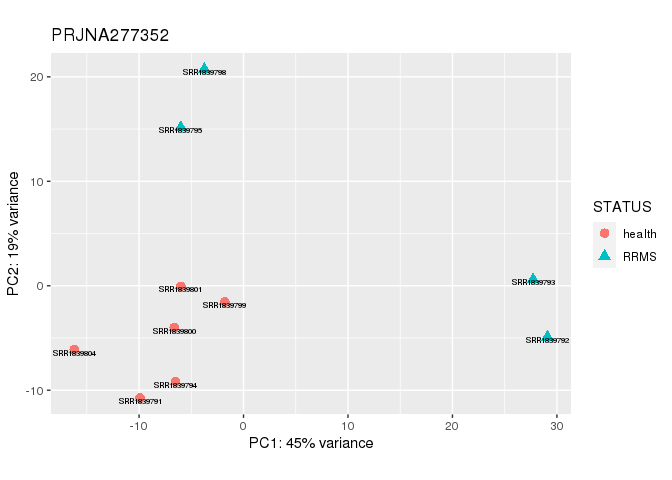 PRJNA277352
SRR1839798
20
SRR1839795
10
STATUS
health
RRMS
PC2: 19% variance
SRR1839793
0
SRR1839801
SRR1839799
SRR1839800
SRR1839792
SRR1839804
SRR1839794
-10
SRR1839791
-10
0
10
20
30
PC1: 45% variance